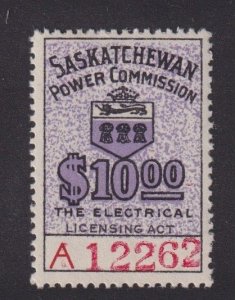 SASKATCHEWAN
POWER COMMISSION
$10.00
THE ELECTRICAL
LICENSING ACT
A 12262